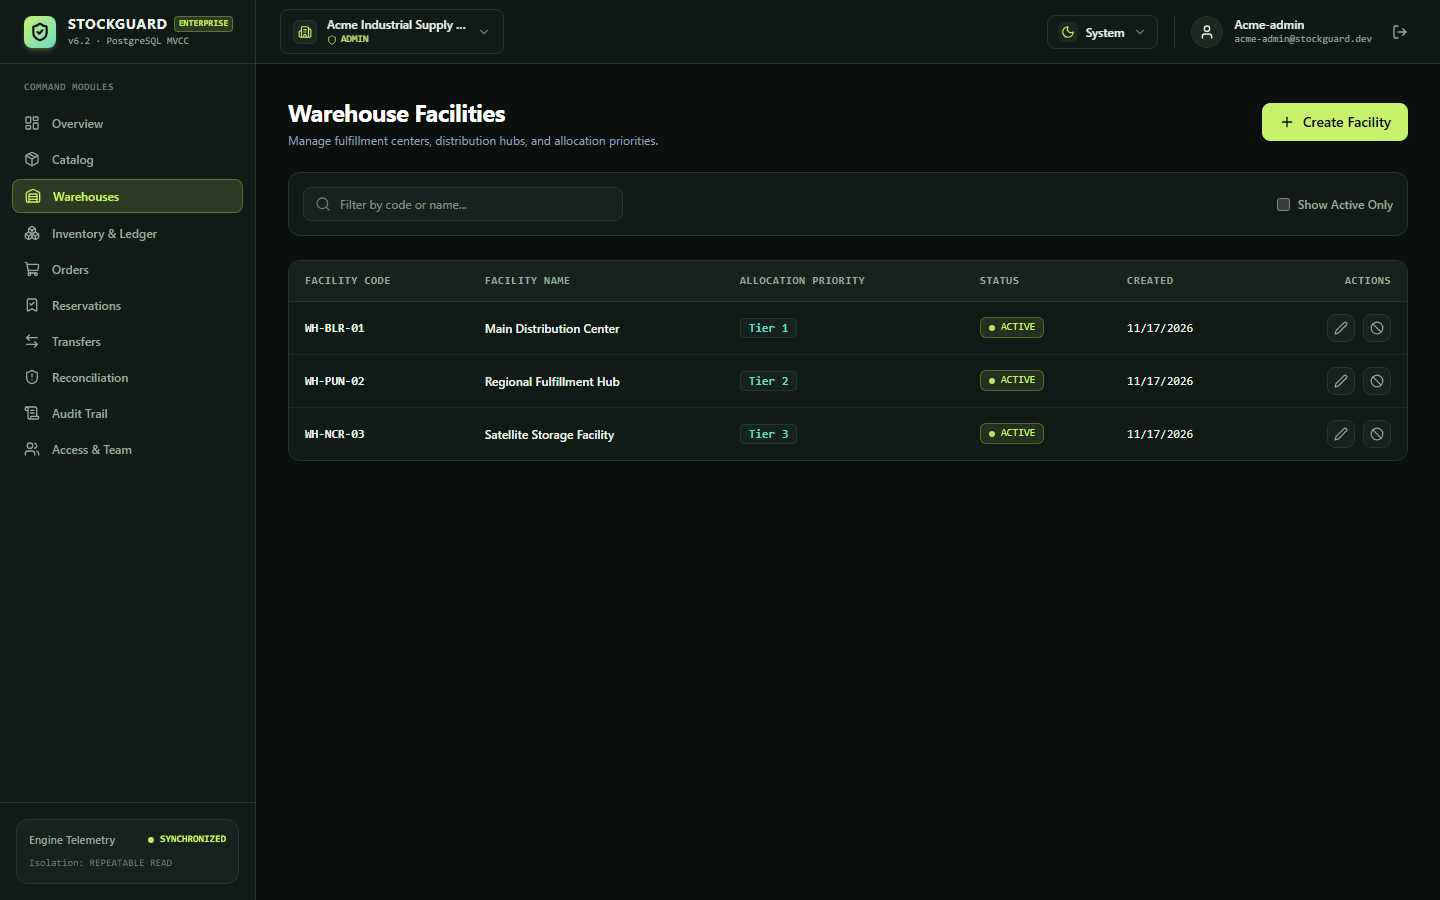 STOCKGUARD ENTERPRISE
v6.2 · PostgreSQL MVCC
Acme Industrial Supply ...
ADMIN
System
Acme-admin
acme-admin@stockguard.dev
COMMAND MODULES
Overview
Catalog
Warehouses
Inventory & Ledger
Orders
Reservations
Transfers
Reconciliation
Audit Trail
Access & Team
Engine Telemetry SYNCHRONIZED
Isolation: REPEATABLE READ
Warehouse Facilities
Manage fulfillment centers, distribution hubs, and allocation priorities.
Create Facility
Filter by code or name...
Show Active Only
FACILITY CODE FACILITY NAME ALLOCATION PRIORITY STATUS CREATED ACTIONS
WH-BLR-01 Main Distribution Center Tier 1 ACTIVE 11/17/2026
WH-PUN-02 Regional Fulfillment Hub Tier 2 ACTIVE 11/17/2026
WH-NCR-03 Satellite Storage Facility Tier 3 ACTIVE 11/17/2026